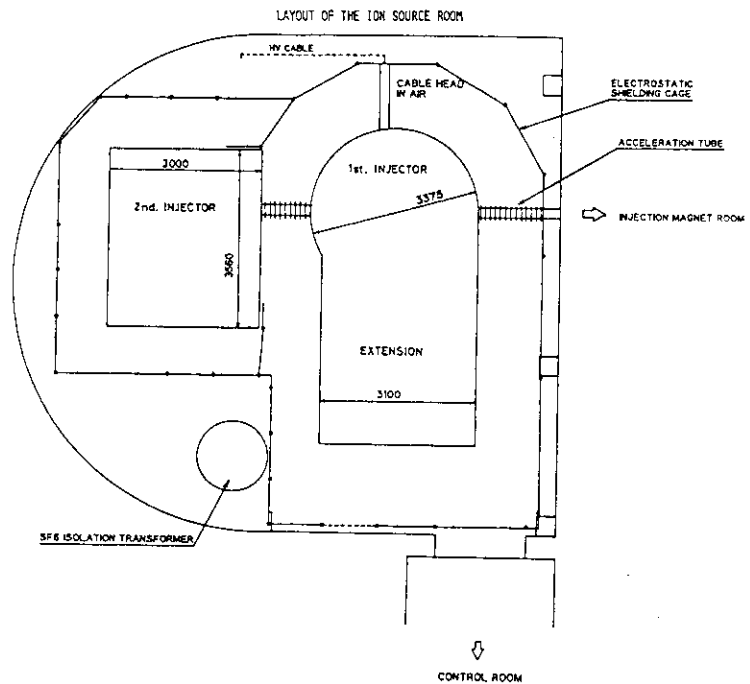 LAYOUT OF THE ION SOURCE ROOM
HV CABLE
CABLE HEAD
IN AIR
ELECTROSTATIC
SHIELDING CAGE
ACCELERATION TUBE
3000
1st. INJECTOR
3375
2nd. INJECTOR
INJECTION MAGNET ROOM
3560
EXTENSION
3100
SF6 ISOLATION TRANSFORMER
CONTROL ROOM